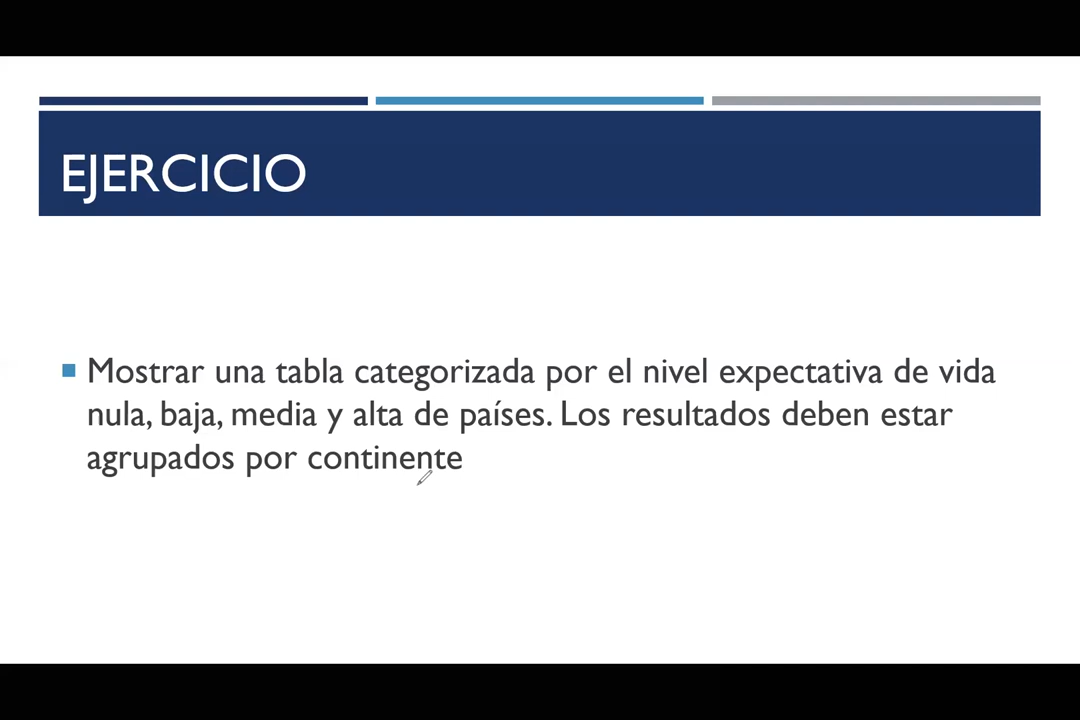 EJERCICIO
Mostrar una tabla categorizada por el nivel expectativa de vida
nula, baja, media y alta de países. Los resultados deben estar
agrupados por continente